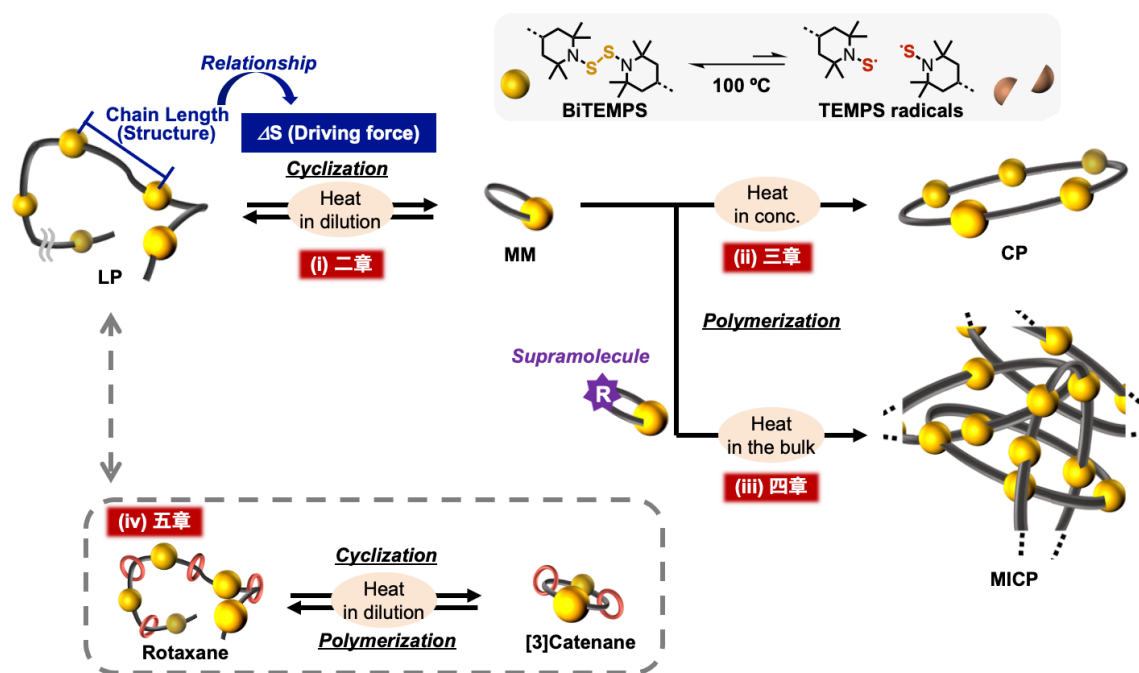 Relationship
Chain Length
(Structure)
ΔS (Driving force)
Cyclization
Heat
in dilution
(i) 二章
LP
MM
S
S
N
N
BiTEMPS
100 ºC
N
S·
·S
N
TEMPS radicals
Heat
in conc.
(ii) 三章
CP
Polymerization
Supramolecule
R
Heat
in the bulk
(iii) 四章
MICP
(iv) 五章
Rotaxane
Cyclization
Heat
in dilution
Polymerization
[3]Catenane